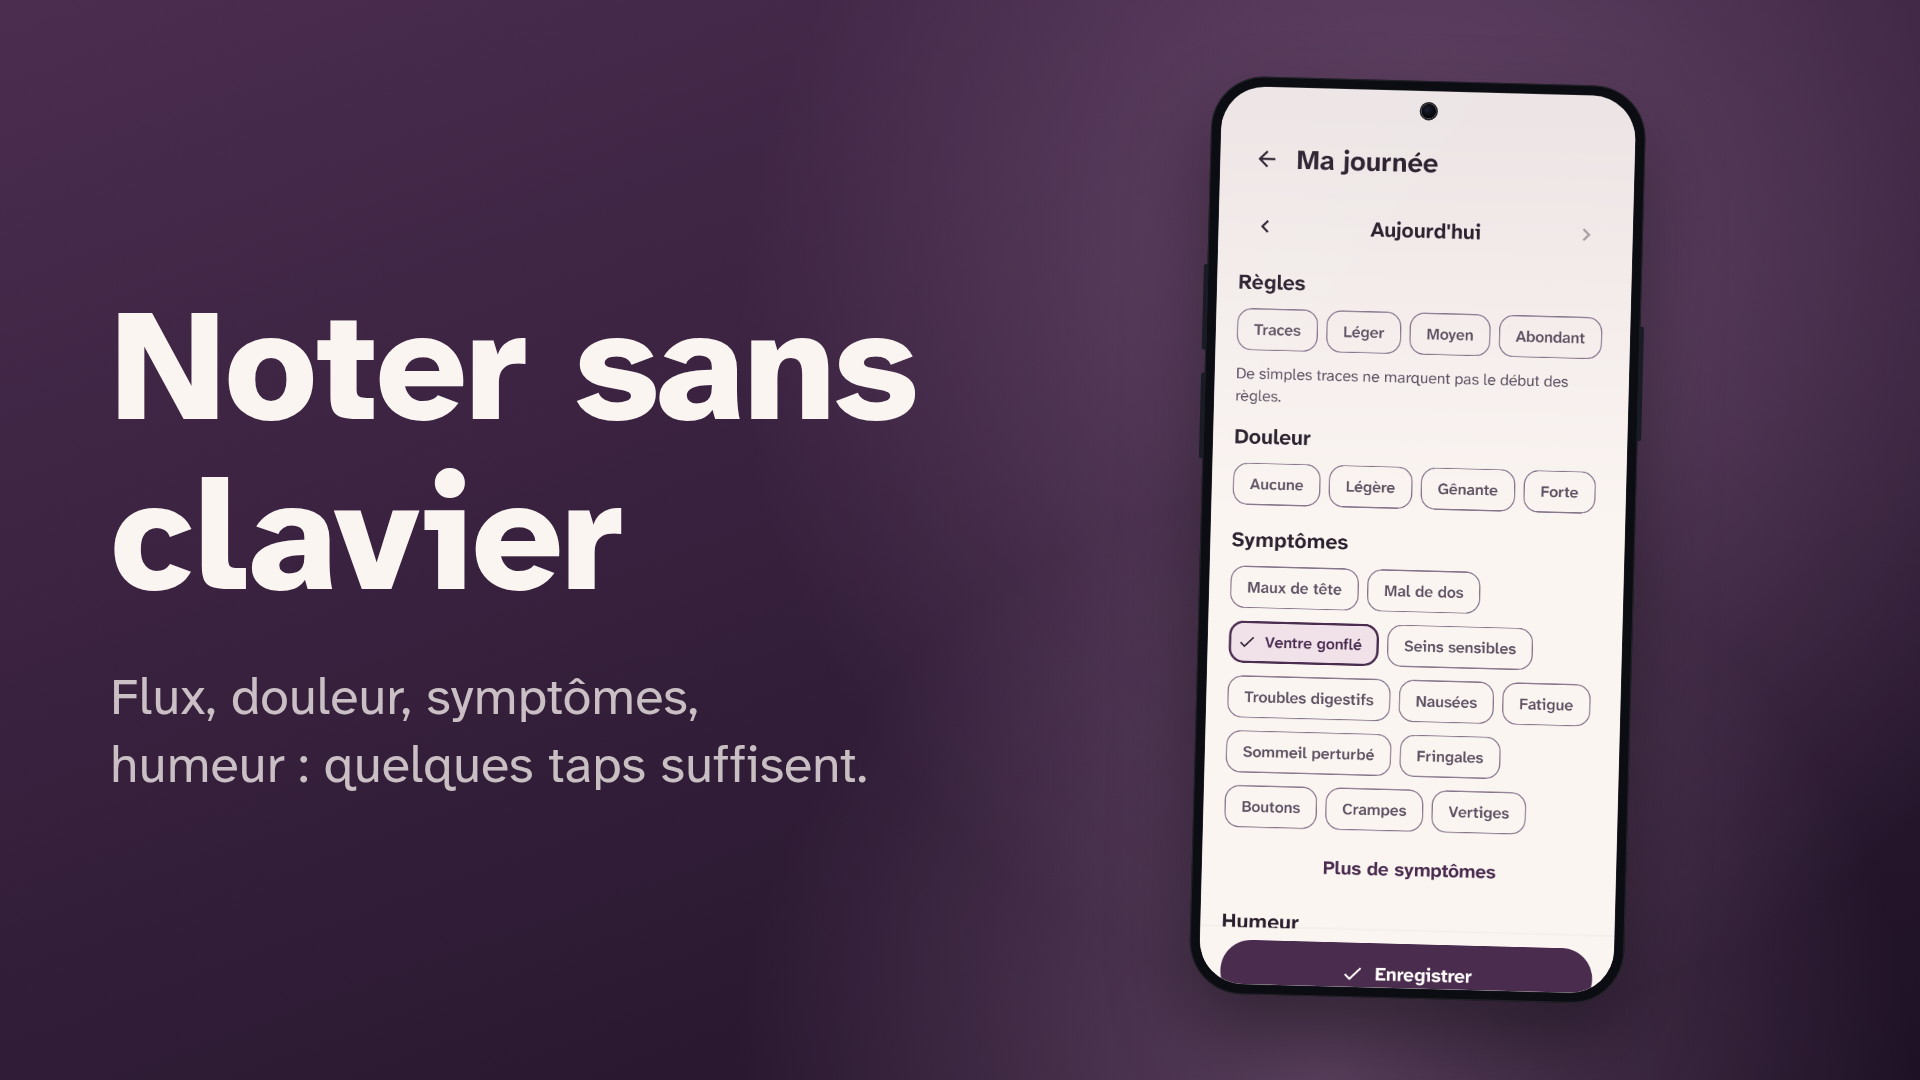 Noter sans
clavier
Flux, douleur, symptômes,
humeur : quelques taps suffisent.
Ma journée
Aujourd'hui
Règles
Traces Léger Moyen Abondant
De simples traces ne marquent pas le début des
règles.
Douleur
Aucune Légère Gênante Forte
Symptômes
Maux de tête Mal de dos
Ventre gonflé Seins sensibles
Troubles digestifs Nausées Fatigue
Sommeil perturbé Fringales
Boutons Crampes Vertiges
Plus de symptômes
Humeur
Enregistrer